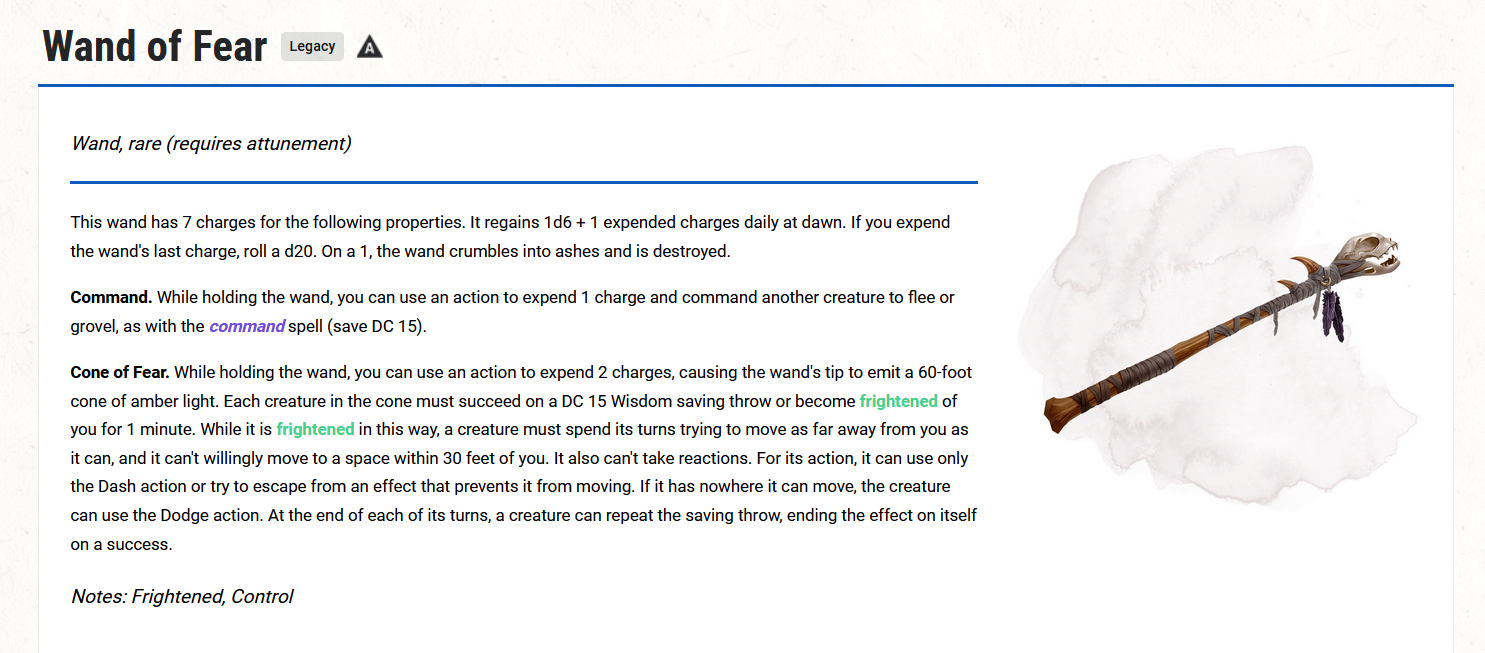 Wand of Fear Legacy A
Wand, rare (requires attunement)
This wand has 7 charges for the following properties. It regains 1d6 + 1 expended charges daily at dawn. If you expend
the wand's last charge, roll a d20. On a 1, the wand crumbles into ashes and is destroyed.
Command. While holding the wand, you can use an action to expend 1 charge and command another creature to flee or
grovel, as with the command spell (save DC 15).
Cone of Fear. While holding the wand, you can use an action to expend 2 charges, causing the wand's tip to emit a 60-foot
cone of amber light. Each creature in the cone must succeed on a DC 15 Wisdom saving throw or become frightened of
you for 1 minute. While it is frightened in this way, a creature must spend its turns trying to move as far away from you as
it can, and it can't willingly move to a space within 30 feet of you. It also can't take reactions. For its action, it can use only
the Dash action or try to escape from an effect that prevents it from moving. If it has nowhere it can move, the creature
can use the Dodge action. At the end of each of its turns, a creature can repeat the saving throw, ending the effect on itself
on a success.
Notes: Frightened, Control